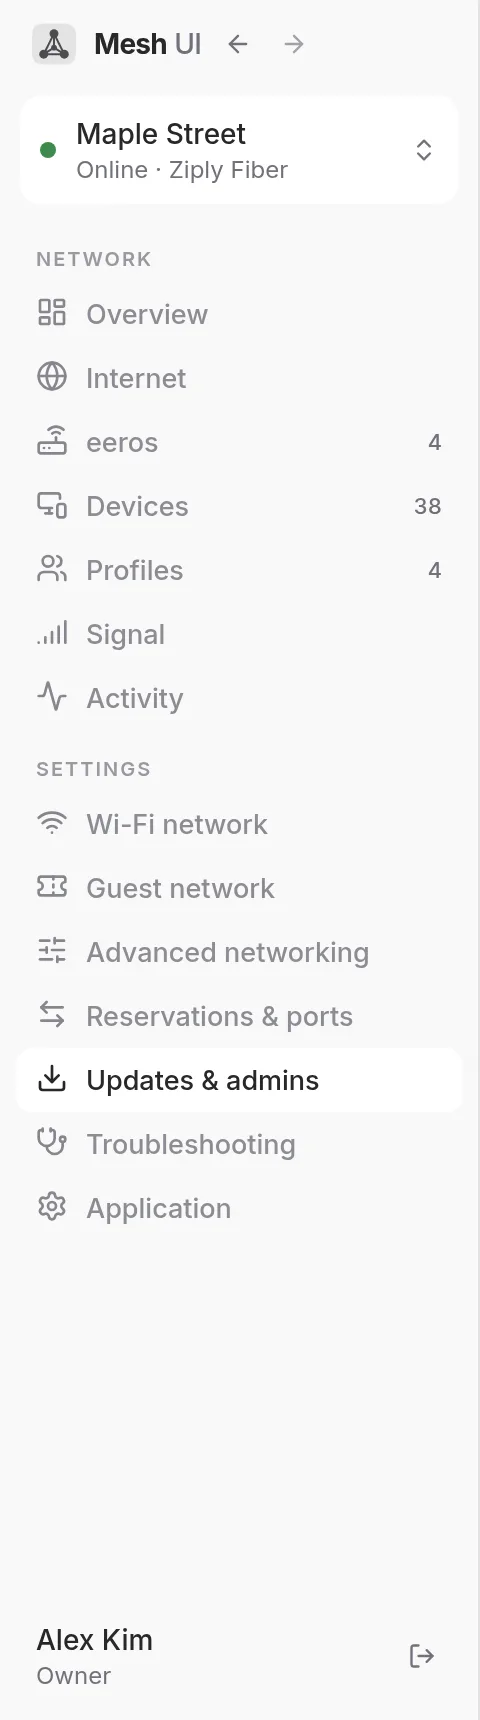 Mesh UI
Maple Street
Online · Ziply Fiber
NETWORK
Overview
Internet
eeros 4
Devices 38
Profiles 4
Signal
Activity
SETTINGS
Wi-Fi network
Guest network
Advanced networking
Reservations & ports
Updates & admins
Troubleshooting
Application
Alex Kim
Owner